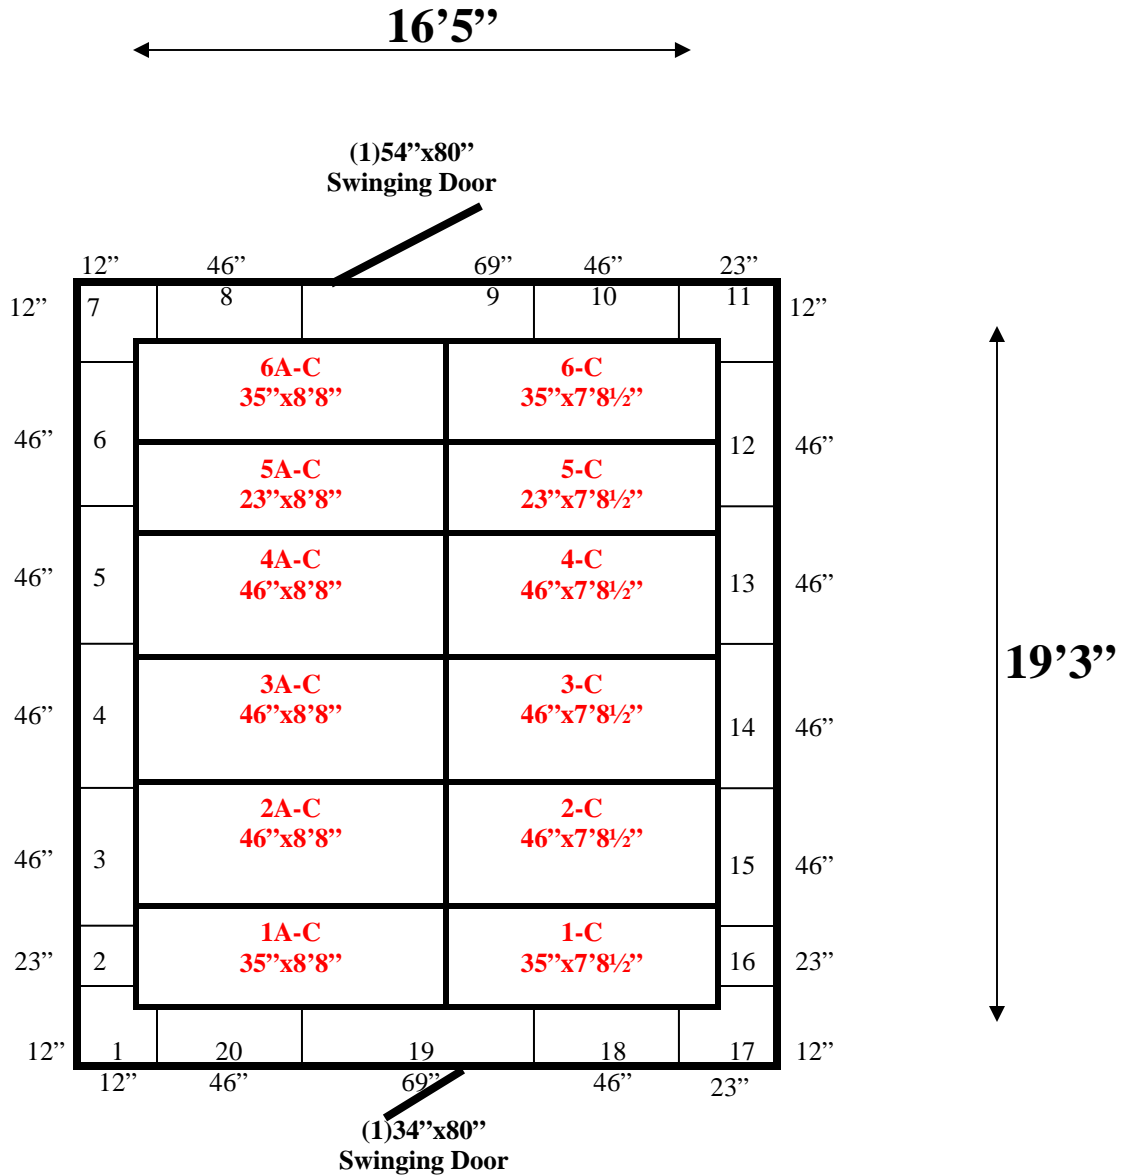 16’5”
(1)54”x80”
Swinging Door
12” 46” 69” 46” 23”
12” 7 8 9 10 11 12”
6A-C 6-C
35”x8’8” 35”x7’8½”
46” 6 12 46”
5A-C 5-C
23”x8’8” 23”x7’8½”
4A-C 4-C
46”x8’8” 46”x7’8½”
46” 5 13 46”
19’3”
3A-C 3-C
46”x8’8” 46”x7’8½”
46” 4 14 46”
2A-C 2-C
46”x8’8” 46”x7’8½”
46” 3 15 46”
1A-C 1-C
35”x8’8” 35”x7’8½”
23” 2 16 23”
12” 1 20 19 18 17 12”
12” 46” 69” 46” 23”
(1)34”x80”
Swinging Door